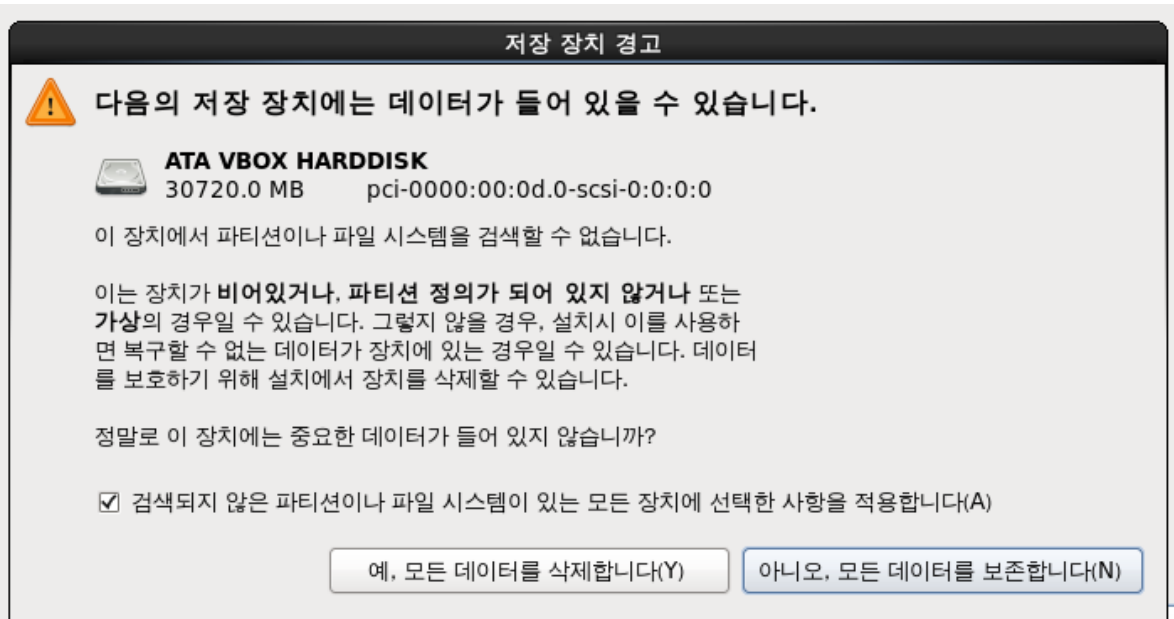 저장 장치 경고
다음의 저장 장치에는 데이터가 들어 있을 수 있습니다.
ATA VBOX HARDDISK
30720.0 MB pci-0000:00:0d.0-scsi-0:0:0:0
이 장치에서 파티션이나 파일 시스템을 검색할 수 없습니다.
이는 장치가 비어있거나, 파티션 정의가 되어 있지 않거나 또는
가상의 경우일 수 있습니다. 그렇지 않을 경우, 설치시 이를 사용하
면 복구할 수 없는 데이터가 장치에 있는 경우일 수 있습니다. 데이터
를 보호하기 위해 설치에서 장치를 삭제할 수 있습니다.
정말로 이 장치에는 중요한 데이터가 들어 있지 않습니까?
검색되지 않은 파티션이나 파일 시스템이 있는 모든 장치에 선택한 사항을 적용합니다(A)
예, 모든 데이터를 삭제합니다(Y) 아니오, 모든 데이터를 보존합니다(N)